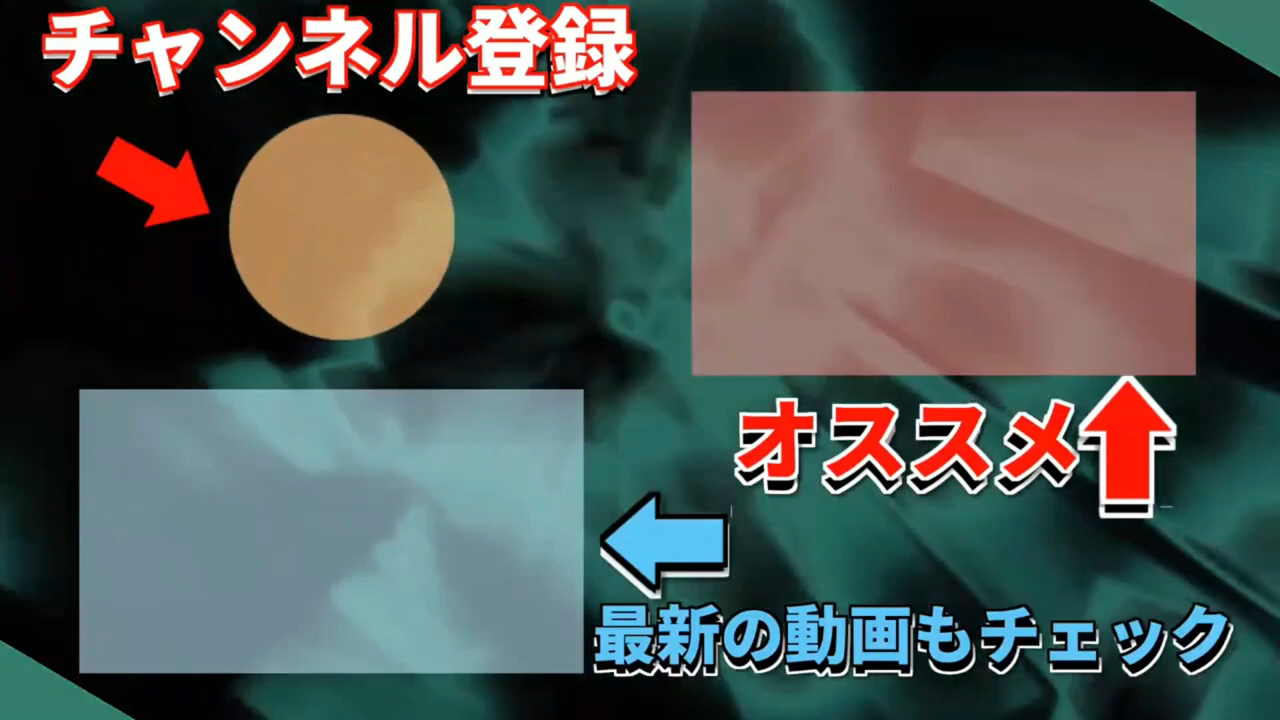 チャンネル登録
オススメ
最新の動画もチェック